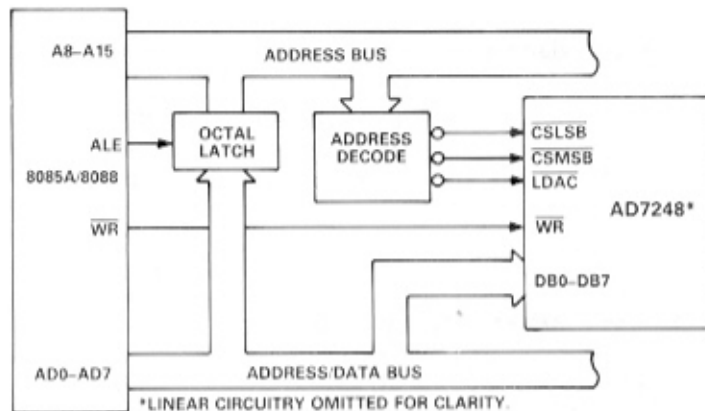 A8–A15
ADDRESS BUS
ALE
OCTAL
LATCH
ADDRESS
DECODE
CSLSB
CSMSB
LDAC
8085A/8088
AD7248*
WR
WR
DB0–DB7
AD0–AD7
ADDRESS/DATA BUS
*LINEAR CIRCUITRY OMITTED FOR CLARITY.